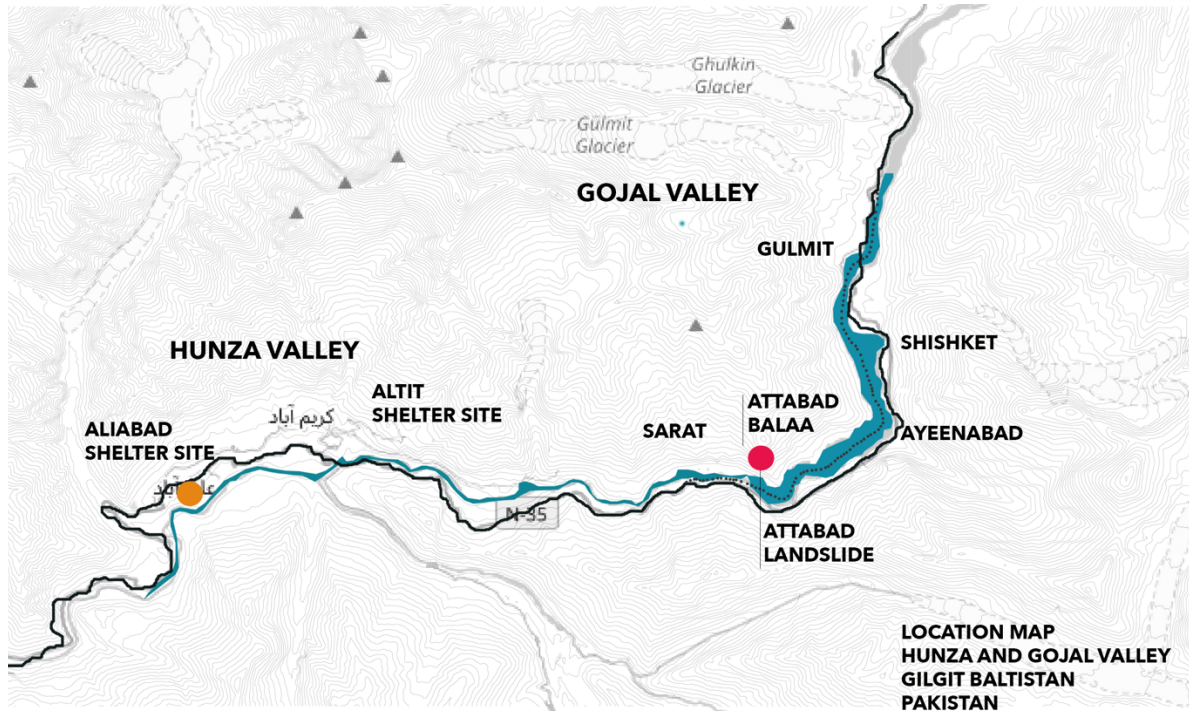 Ghulkin
Glacier
Gulmit
Glacier
GOJAL VALLEY
GULMIT
SHISHKET
HUNZA VALLEY
ALTIT
SHELTER SITE
کریم آباد
ATTABAD
BALAA
SARAT
AYEENABAD
ALIABAD
SHELTER SITE
N-35
ATTABAD
LANDSLIDE
LOCATION MAP
HUNZA AND GOJAL VALLEY
GILGIT BALTISTAN
PAKISTAN